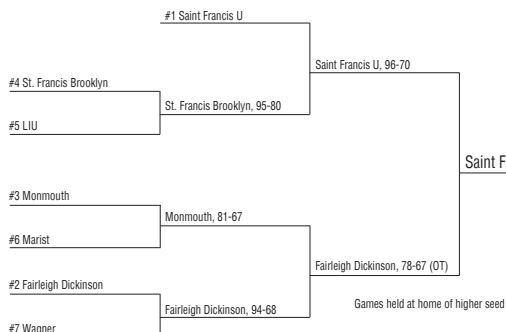 #1 Saint Francis U
Saint Francis U, 96-70
#4 St. Francis Brooklyn
St. Francis Brooklyn, 95-80
#5 LIU
Saint F
#3 Monmouth
Monmouth, 81-67
#6 Marist
Fairleigh Dickinson, 78-67 (OT)
#2 Fairleigh Dickinson
Games held at home of higher seed
Fairleigh Dickinson, 94-68
#7 Wagner